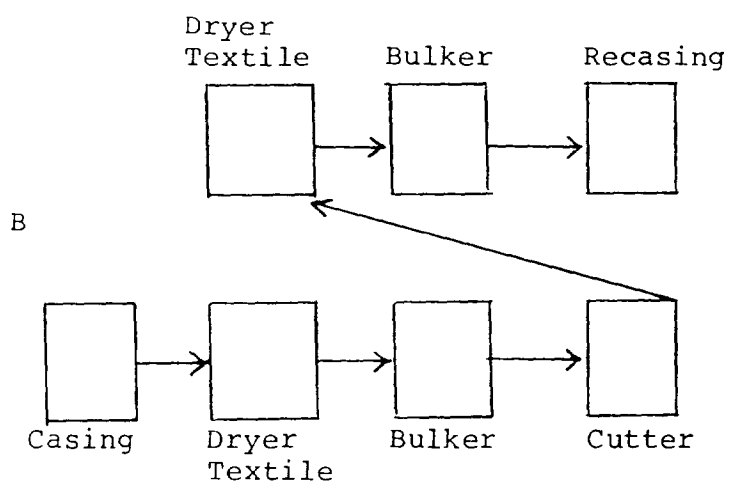 Dryer
Textile
Bulker
Recasing
B
Casing
Dryer
Textile
Bulker
Cutter